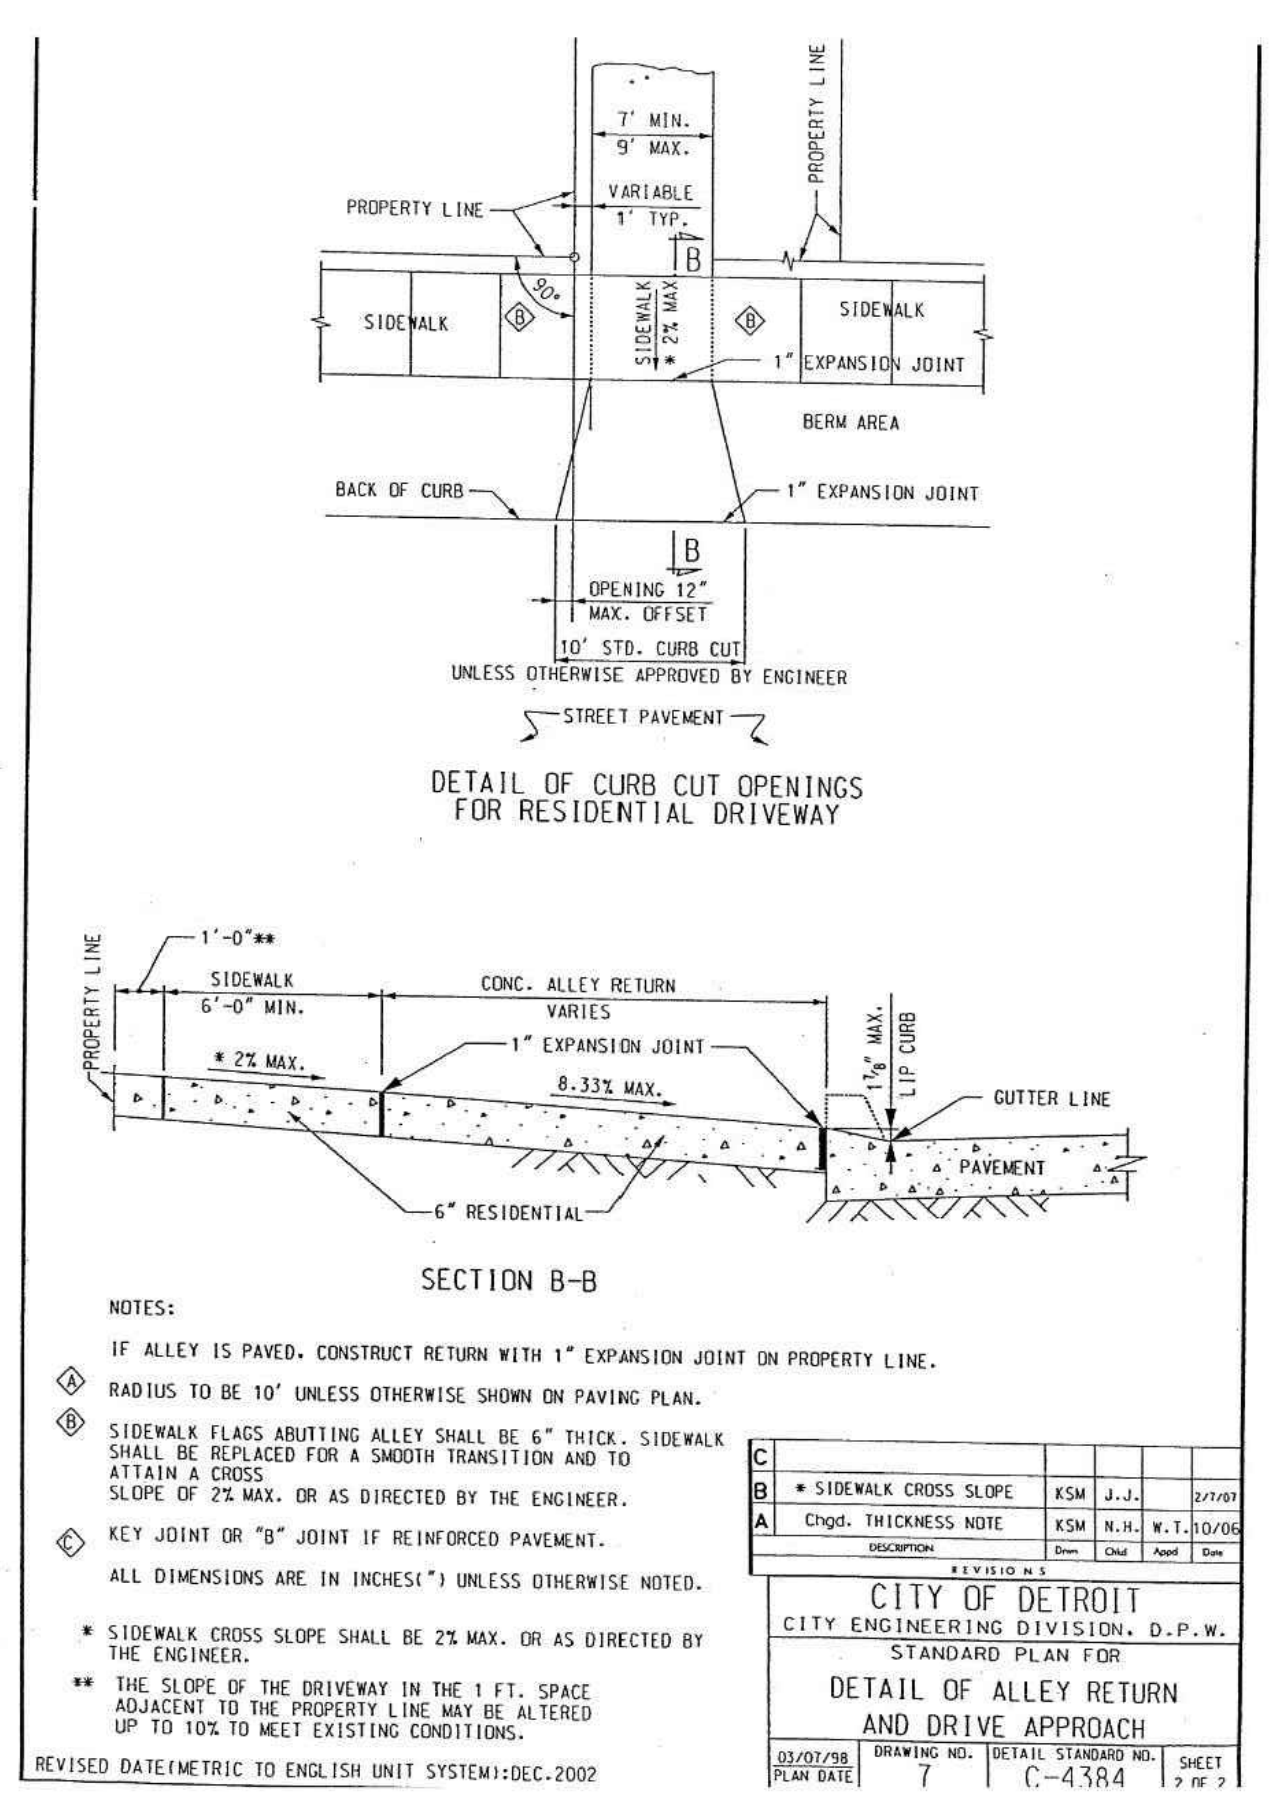 PROPERTY LINE
7' MIN.
9' MAX.
VARIABLE
1' TYP.
PROPERTY LINE
B
90°
SIDEWALK
B
SIDEWALK
* 2% MAX
B
SIDEWALK
1" EXPANSION JOINT
BERM AREA
BACK OF CURB
1" EXPANSION JOINT
B
OPENING 12"
MAX. OFFSET
10' STD. CURB CUT
UNLESS OTHERWISE APPROVED BY ENGINEER
STREET PAVEMENT
DETAIL OF CURB CUT OPENINGS
FOR RESIDENTIAL DRIVEWAY
PROPERTY LINE
1'-0"**
SIDEWALK
6'-0" MIN.
CONC. ALLEY RETURN
VARIES
1 7/8" MAX.
LIP CURB
* 2% MAX.
1" EXPANSION JOINT
8.33% MAX.
GUTTER LINE
PAVEMENT
6" RESIDENTIAL
SECTION B-B
NOTES:
IF ALLEY IS PAVED. CONSTRUCT RETURN WITH 1" EXPANSION JOINT ON PROPERTY LINE.
A RADIUS TO BE 10' UNLESS OTHERWISE SHOWN ON PAVING PLAN.
B SIDEWALK FLAGS ABUTTING ALLEY SHALL BE 6" THICK. SIDEWALK
SHALL BE REPLACED FOR A SMOOTH TRANSITION AND TO
ATTAIN A CROSS
SLOPE OF 2% MAX. OR AS DIRECTED BY THE ENGINEER.
C KEY JOINT OR "B" JOINT IF REINFORCED PAVEMENT.
ALL DIMENSIONS ARE IN INCHES(") UNLESS OTHERWISE NOTED.
* SIDEWALK CROSS SLOPE SHALL BE 2% MAX. OR AS DIRECTED BY
THE ENGINEER.
** THE SLOPE OF THE DRIVEWAY IN THE 1 FT. SPACE
ADJACENT TO THE PROPERTY LINE MAY BE ALTERED
UP TO 10% TO MEET EXISTING CONDITIONS.
REVISED DATE(METRIC TO ENGLISH UNIT SYSTEM):DEC.2002
C
B * SIDEWALK CROSS SLOPE KSM J.J. 2/7/07
A Chgd. THICKNESS NOTE KSM N.H. W.T. 10/06
DESCRIPTION Drwn Chkd Appd Date
REVISIONS
CITY OF DETROIT
CITY ENGINEERING DIVISION. D.P.W.
STANDARD PLAN FOR
DETAIL OF ALLEY RETURN
AND DRIVE APPROACH
03/07/98
PLAN DATE
DRAWING NO.
7
DETAIL STANDARD NO.
C-4384
SHEET
2 OF 2